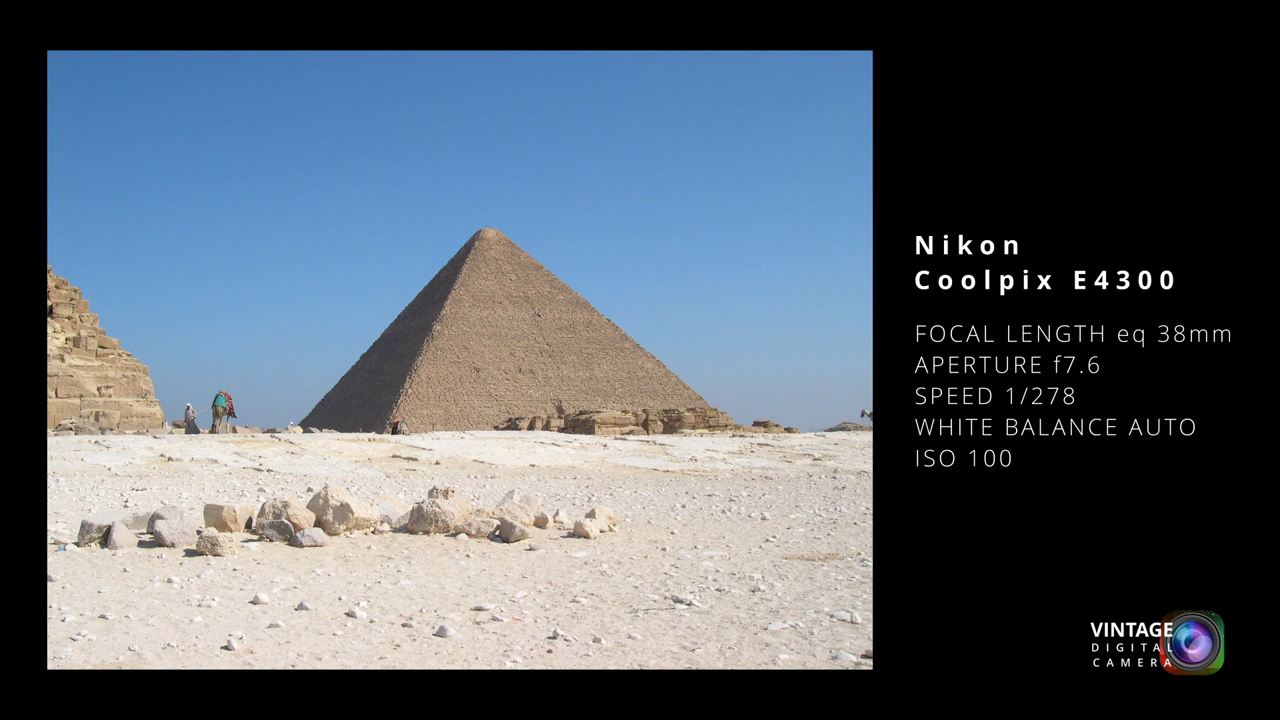 Nikon
Coolpix E4300
FOCAL LENGTH eq 38mm
APERTURE f7.6
SPEED 1/278
WHITE BALANCE AUTO
ISO 100
VINTAGE
DIGITAL
CAMERA